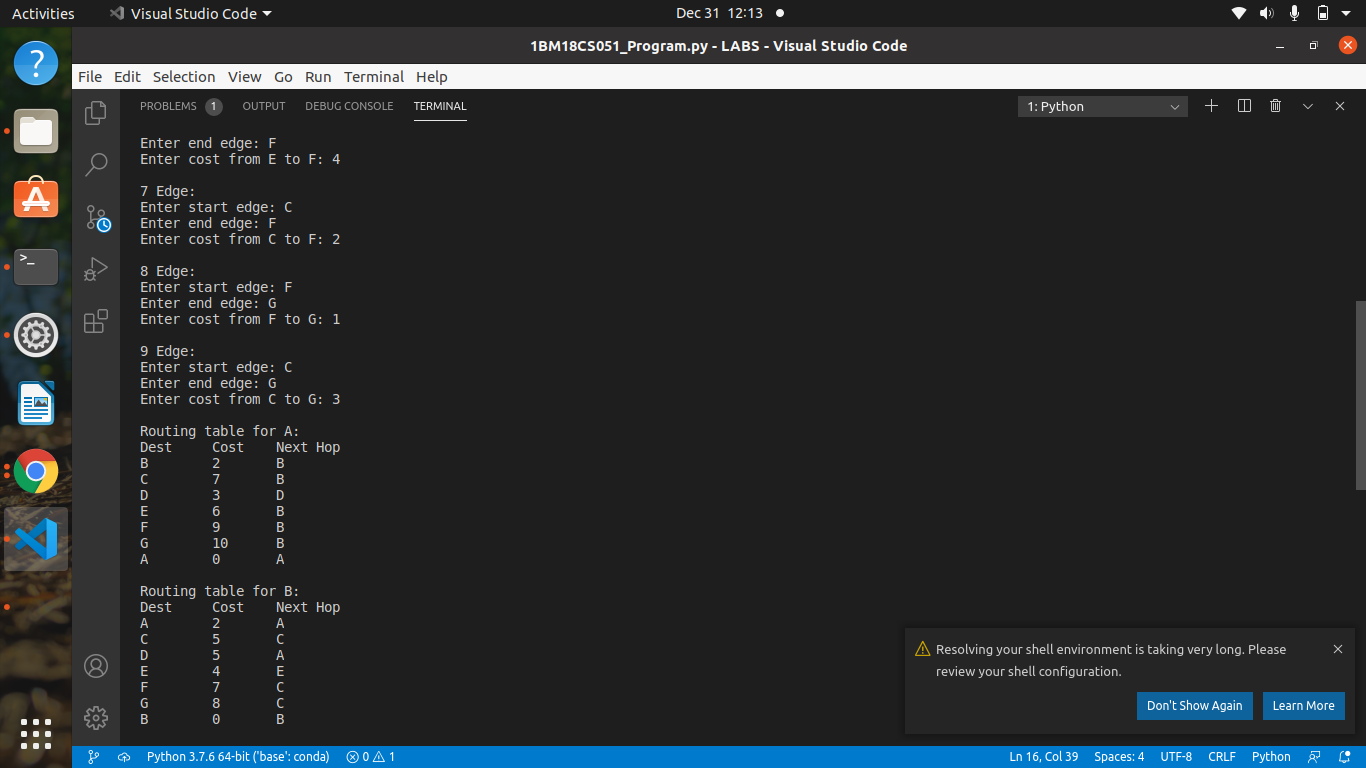 Activities Visual Studio Code Dec 31 12:13
1BM18CS051_Program.py - LABS - Visual Studio Code
File Edit Selection View Go Run Terminal Help
PROBLEMS 1 OUTPUT DEBUG CONSOLE TERMINAL 1: Python
Enter end edge: F
Enter cost from E to F: 4
7 Edge:
Enter start edge: C
Enter end edge: F
Enter cost from C to F: 2
8 Edge:
Enter start edge: F
Enter end edge: G
Enter cost from F to G: 1
9 Edge:
Enter start edge: C
Enter end edge: G
Enter cost from C to G: 3
Routing table for A:
Dest Cost Next Hop
B 2 B
C 7 B
D 3 D
E 6 B
F 9 B
G 10 B
A 0 A
Routing table for B:
Dest Cost Next Hop
A 2 A
C 5 C
D 5 A
E 4 E
F 7 C
G 8 C
B 0 B
Resolving your shell environment is taking very long. Please
review your shell configuration.
Don't Show Again Learn More
Python 3.7.6 64-bit ('base': conda) 0 1 Ln 16, Col 39 Spaces: 4 UTF-8 CRLF Python